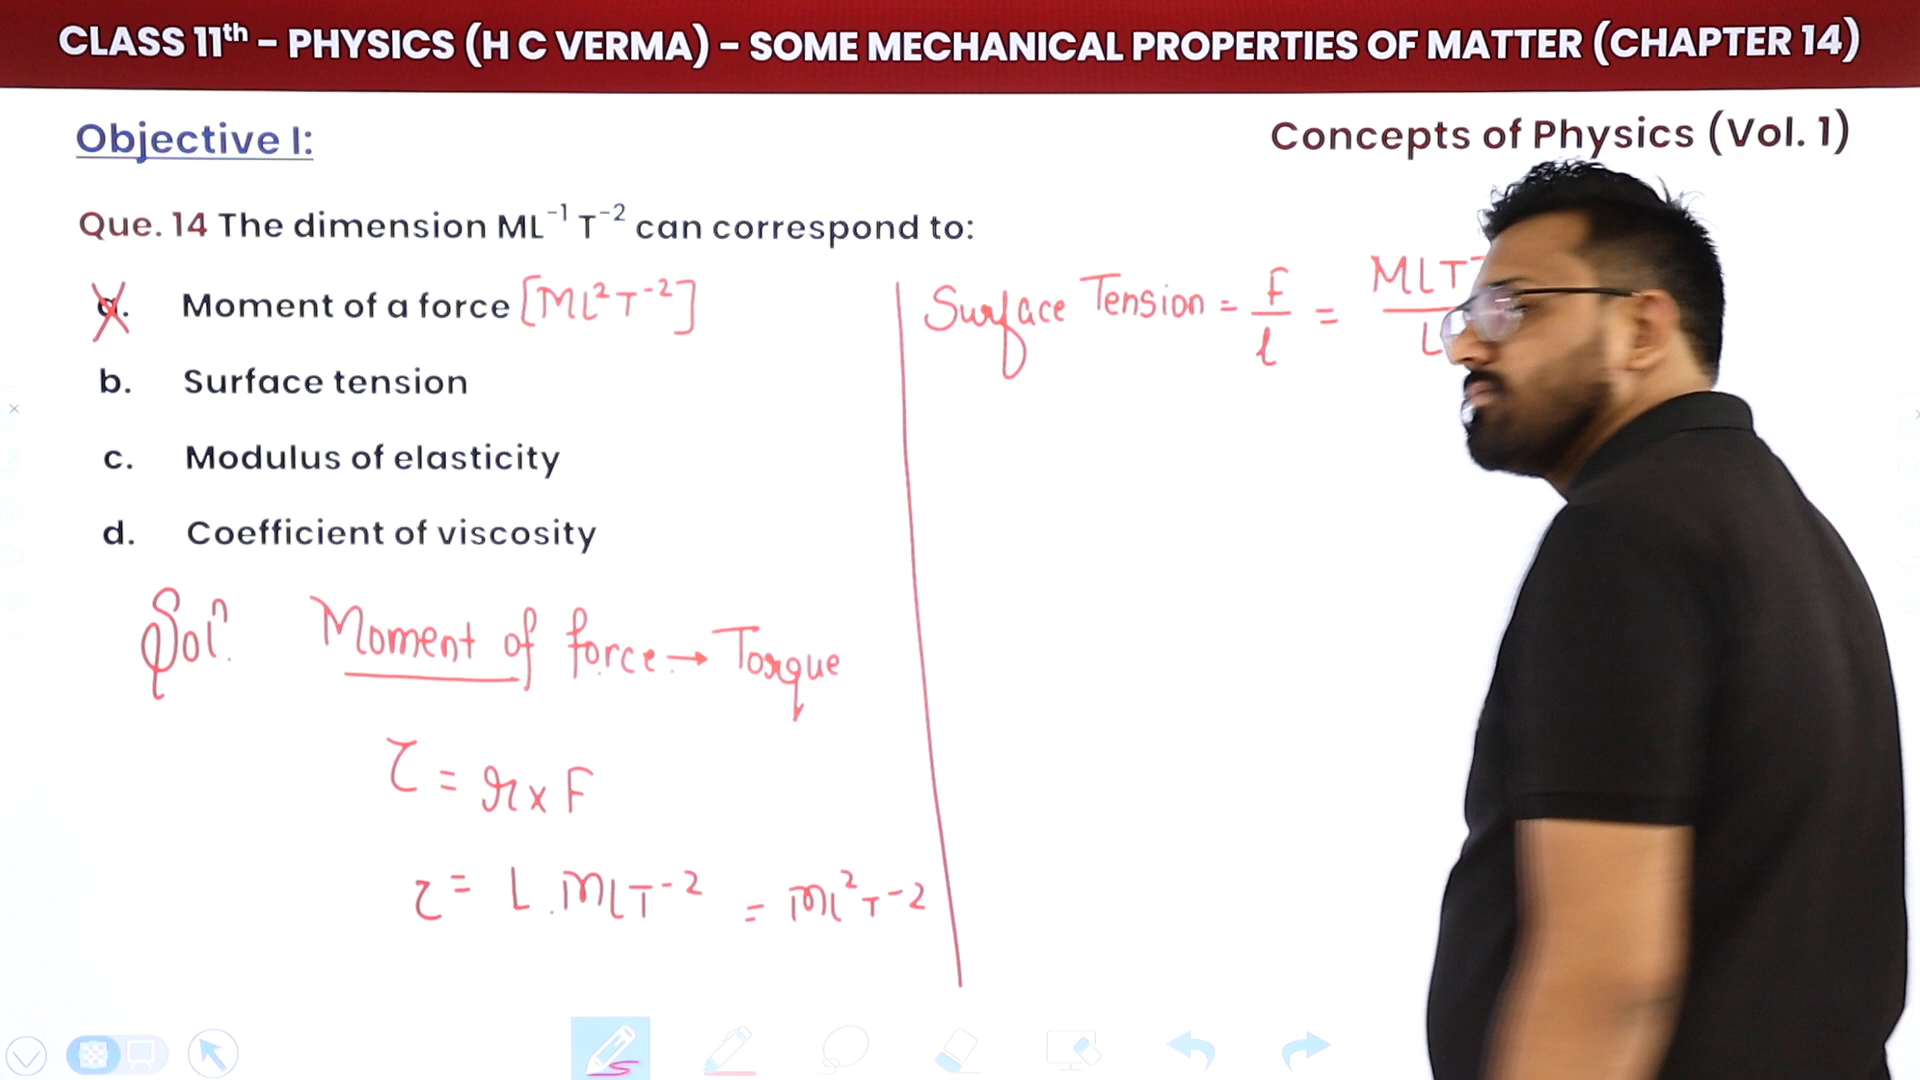 CLASS 11th – PHYSICS (H C VERMA) – SOME MECHANICAL PROPERTIES OF MATTER (CHAPTER 14)
Objective I:
Concepts of Physics (Vol. 1)
Que. 14 The dimension ML⁻¹ T⁻² can correspond to:
a. Moment of a force [ML²T⁻²]
b. Surface tension
c. Modulus of elasticity
d. Coefficient of viscosity
Solⁿ. Moment of force → Torque
τ = r × F
τ = L . MLT⁻² = ML²T⁻²
Surface Tension = F/l = MLT⁻/L